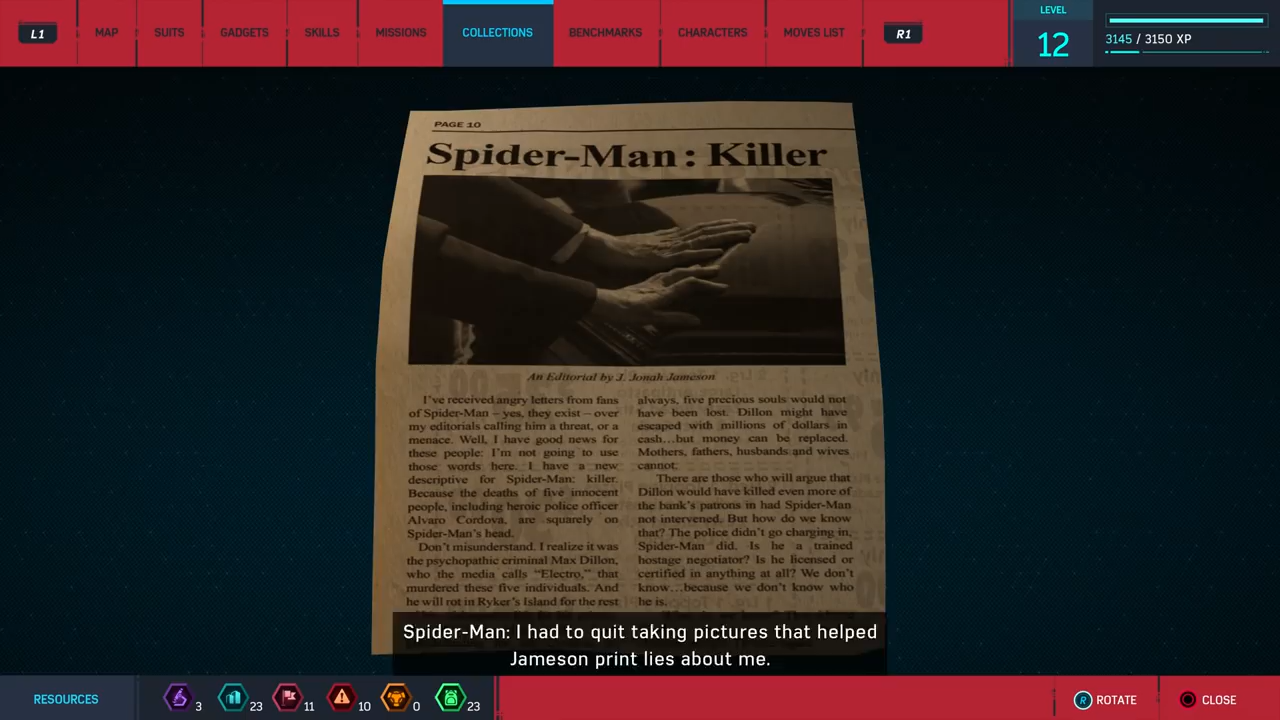 L1
MAP
SUITS
GADGETS
SKILLS
MISSIONS
COLLECTIONS
BENCHMARKS
CHARACTERS
MOVES LIST
R1
LEVEL
12
3145 / 3150 XP
PAGE 10
Spider-Man: Killer
An Editorial by J. Jonah Jameson
I've received angry letters from fans
of Spider-Man – yes, they exist – over
my editorials calling him a threat, or a
menace. Well, I have good news for
these people: I'm not going to use
those words here. I have a new
descriptive for Spider-Man: killer.
Because the deaths of five innocent
people, including heroic police officer
Alvaro Cordova, are squarely on
Spider-Man's head.
Don't misunderstand. I realize it was
the psychopathic criminal Max Dillon,
who the media calls "Electro," that
murdered these five individuals. And
he will rot in Ryker's Island for the rest
always, five precious souls would not
have been lost. Dillon might have
escaped with millions of dollars in
cash...but money can be replaced.
Mothers, fathers, husbands and wives
cannot.
There are those who will argue that
Dillon would have killed even more of
the bank's patrons in had Spider-Man
not intervened. But how do we know
that? The police didn't go charging in,
Spider-Man did. Is he a trained
hostage negotiator? Is he licensed or
certified in anything at all? We don't
know...because we don't know who
he is.
Spider-Man: I had to quit taking pictures that helped
Jameson print lies about me.
RESOURCES
3
23
11
10
0
23
R ROTATE
CLOSE